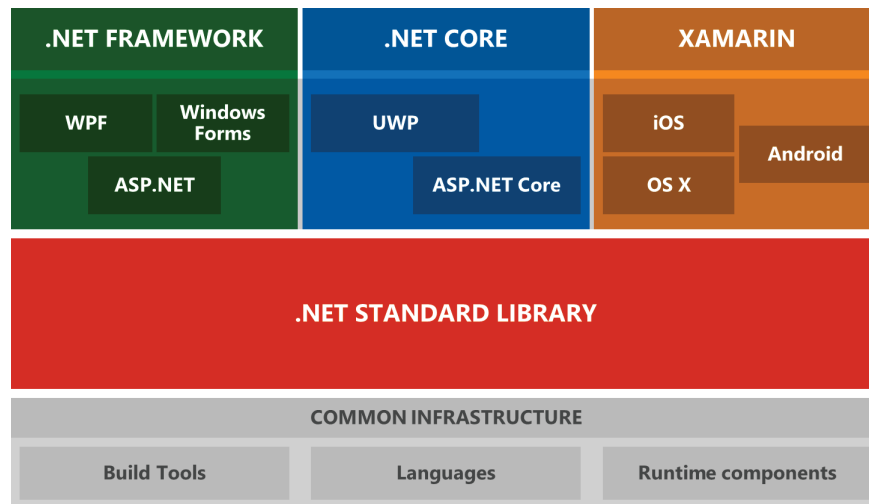 .NET FRAMEWORK
WPF
Windows
Forms
ASP.NET
.NET CORE
UWP
ASP.NET Core
XAMARIN
iOS
Android
OS X
.NET STANDARD LIBRARY
COMMON INFRASTRUCTURE
Build Tools
Languages
Runtime components